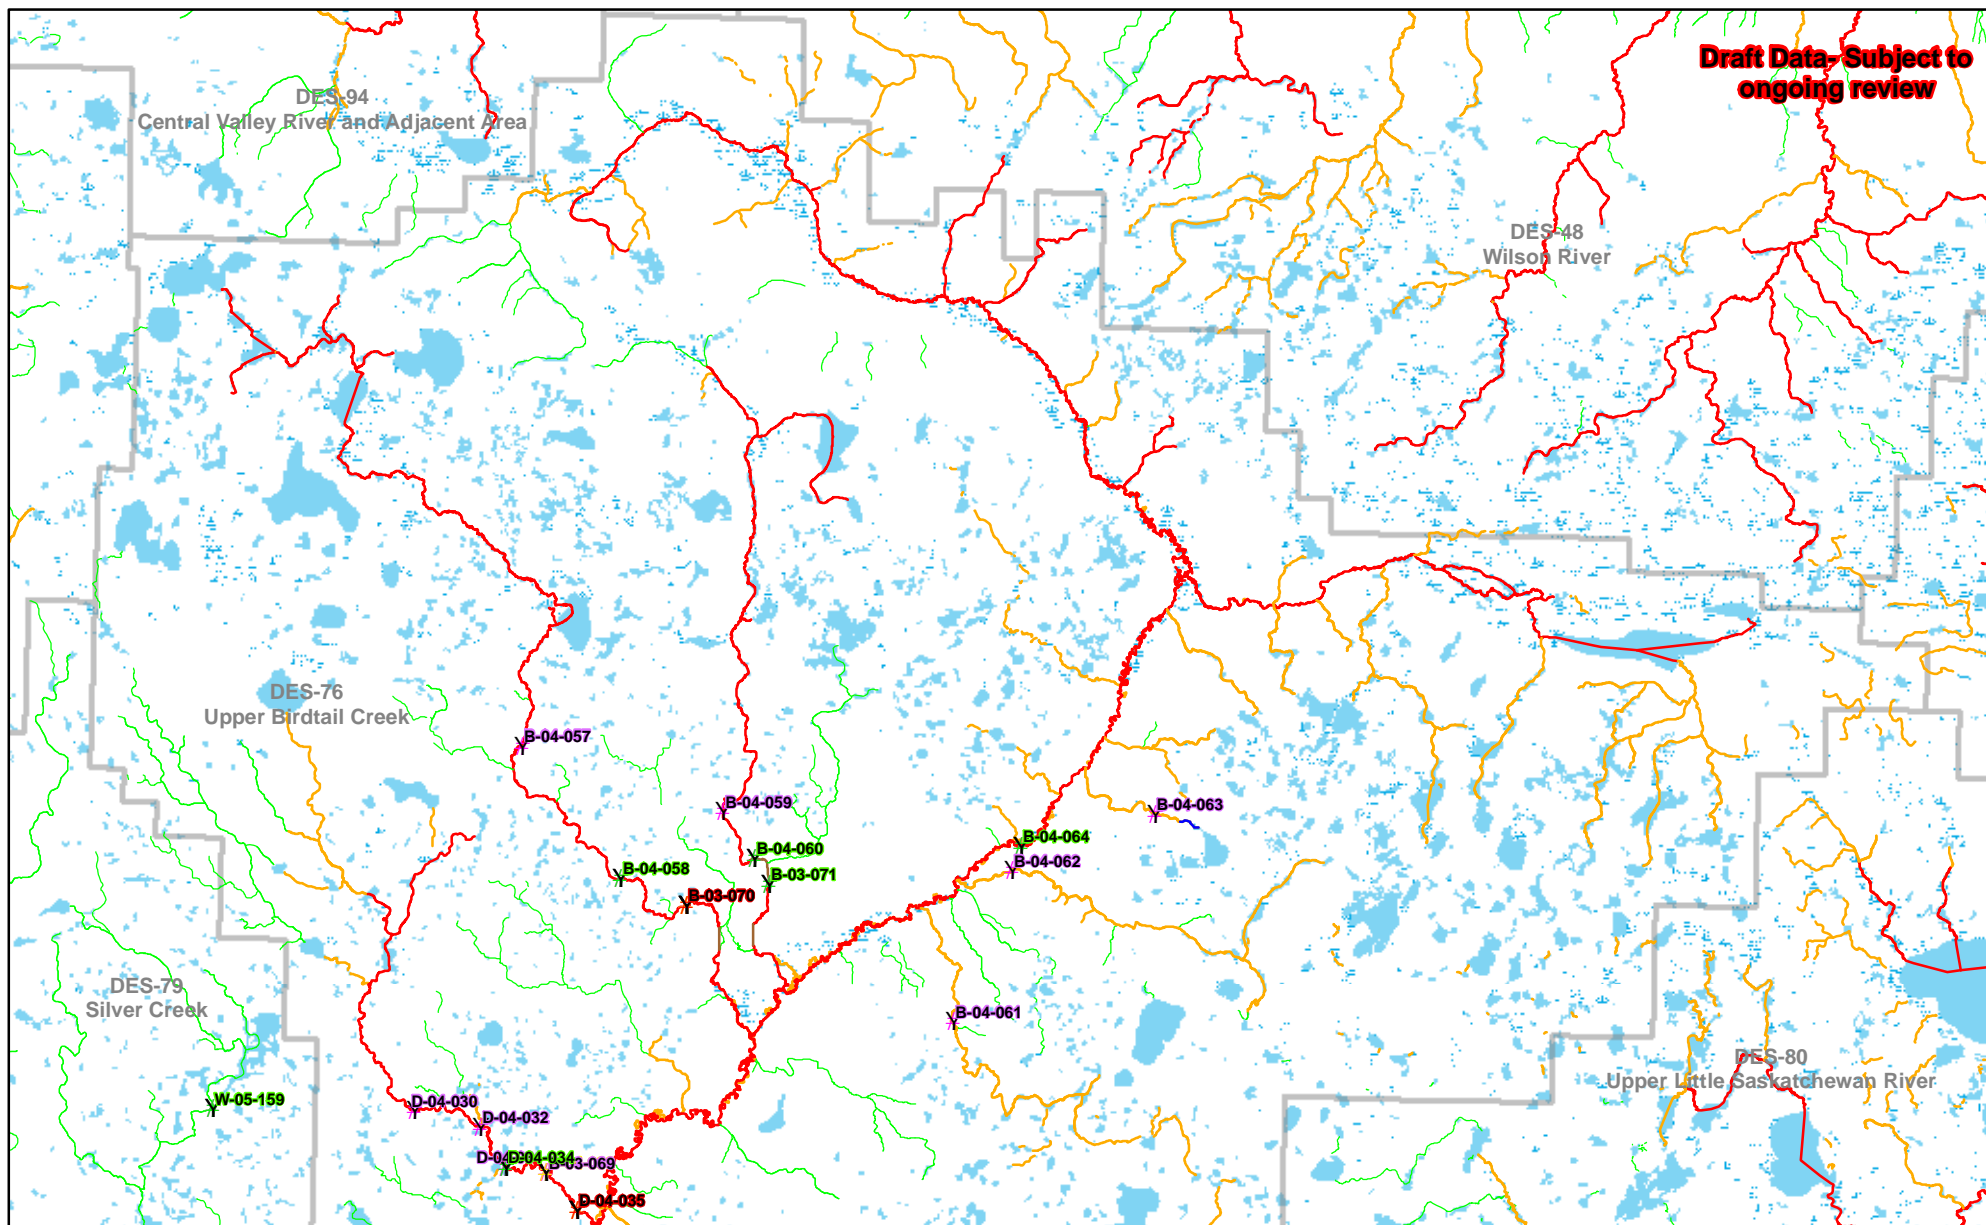 Draft Data- Subject to
ongoing review
DES-94
Central Valley River and Adjacent Area
DES-48
Wilson River
DES-76
Upper Birdtail Creek
B-04-057
B-04-059
B-04-063
B-04-064
B-04-060
B-04-062
B-04-058
B-03-071
B-03-070
DES-79
Silver Creek
B-04-061
DES-80
Upper Little Saskatchewan River
W-05-159
D-04-030
D-04-032
D-04-034
B-03-069
D-04-035